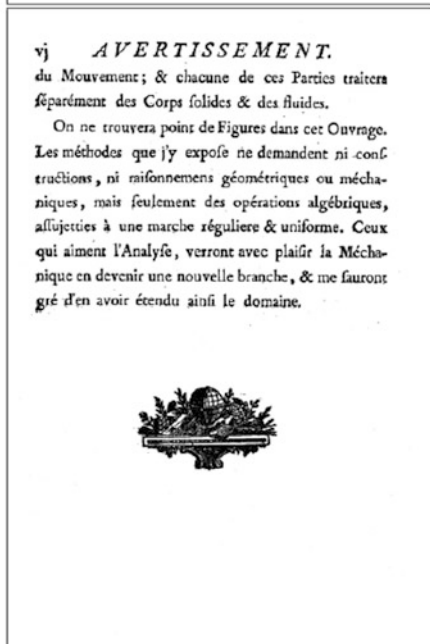 vj AVERTISSEMENT.
du Mouvement ; & chacune de ces Parties traitera
ſéparément des Corps ſolides & des fluides.
On ne trouvera point de Figures dans cet Ouvrage.
Les méthodes que j'y expoſe ne demandent ni conſ-
tructions, ni raiſonnemens géométriques ou mécha-
niques, mais ſeulement des opérations algébriques,
aſſujetties à une marche réguliere & uniforme. Ceux
qui aiment l'Analyſe, verront avec plaiſir la Mécha-
nique en devenir une nouvelle branche, & me ſauront
gré d'en avoir étendu ainſi le domaine.